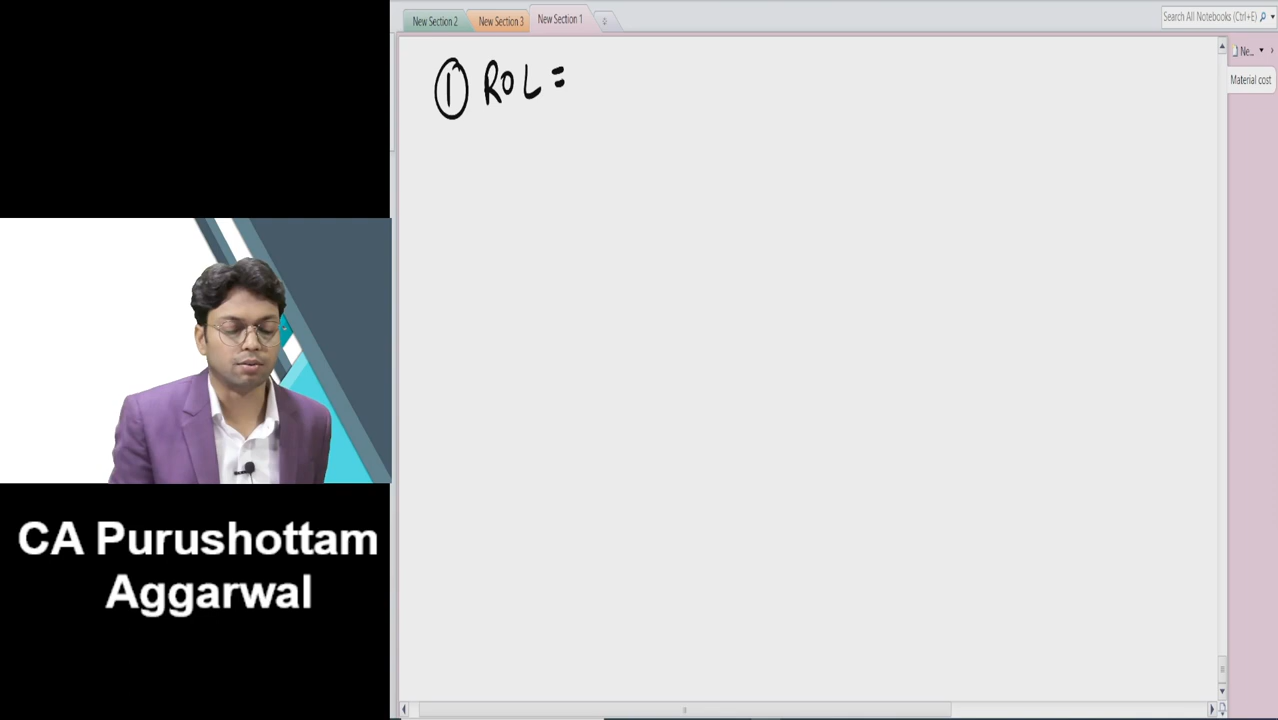 New Section 2
New Section 3
New Section 1
Search All Notebooks (Ctrl+E)
Ne...
Material cost
① ROL =
CA Purushottam
Aggarwal